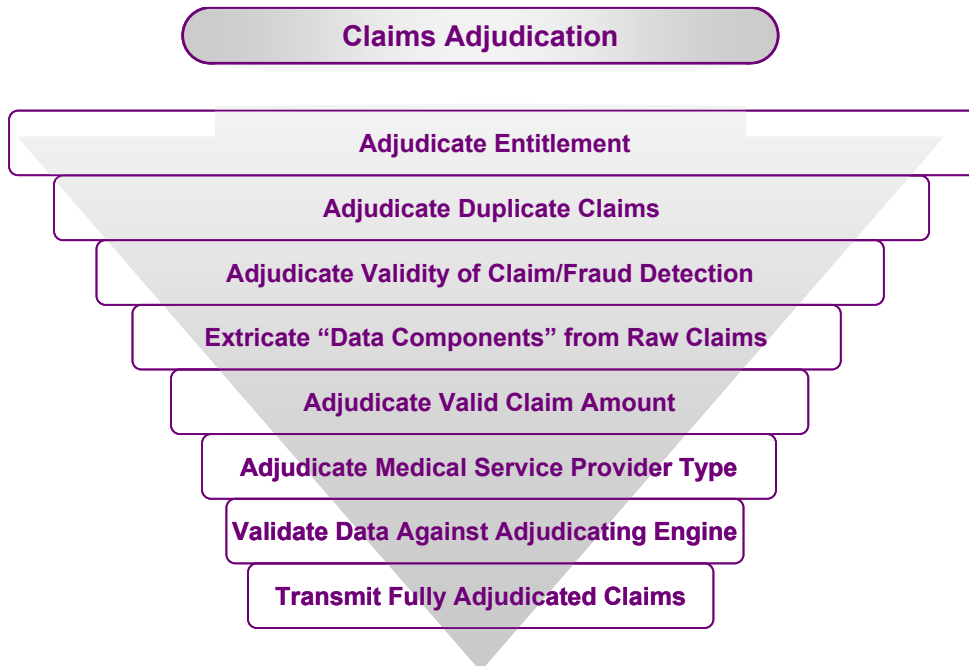 Claims Adjudication
Adjudicate Entitlement
Adjudicate Duplicate Claims
Adjudicate Validity of Claim/Fraud Detection
Extricate “Data Components” from Raw Claims
Adjudicate Valid Claim Amount
Adjudicate Medical Service Provider Type
Validate Data Against Adjudicating Engine
Transmit Fully Adjudicated Claims